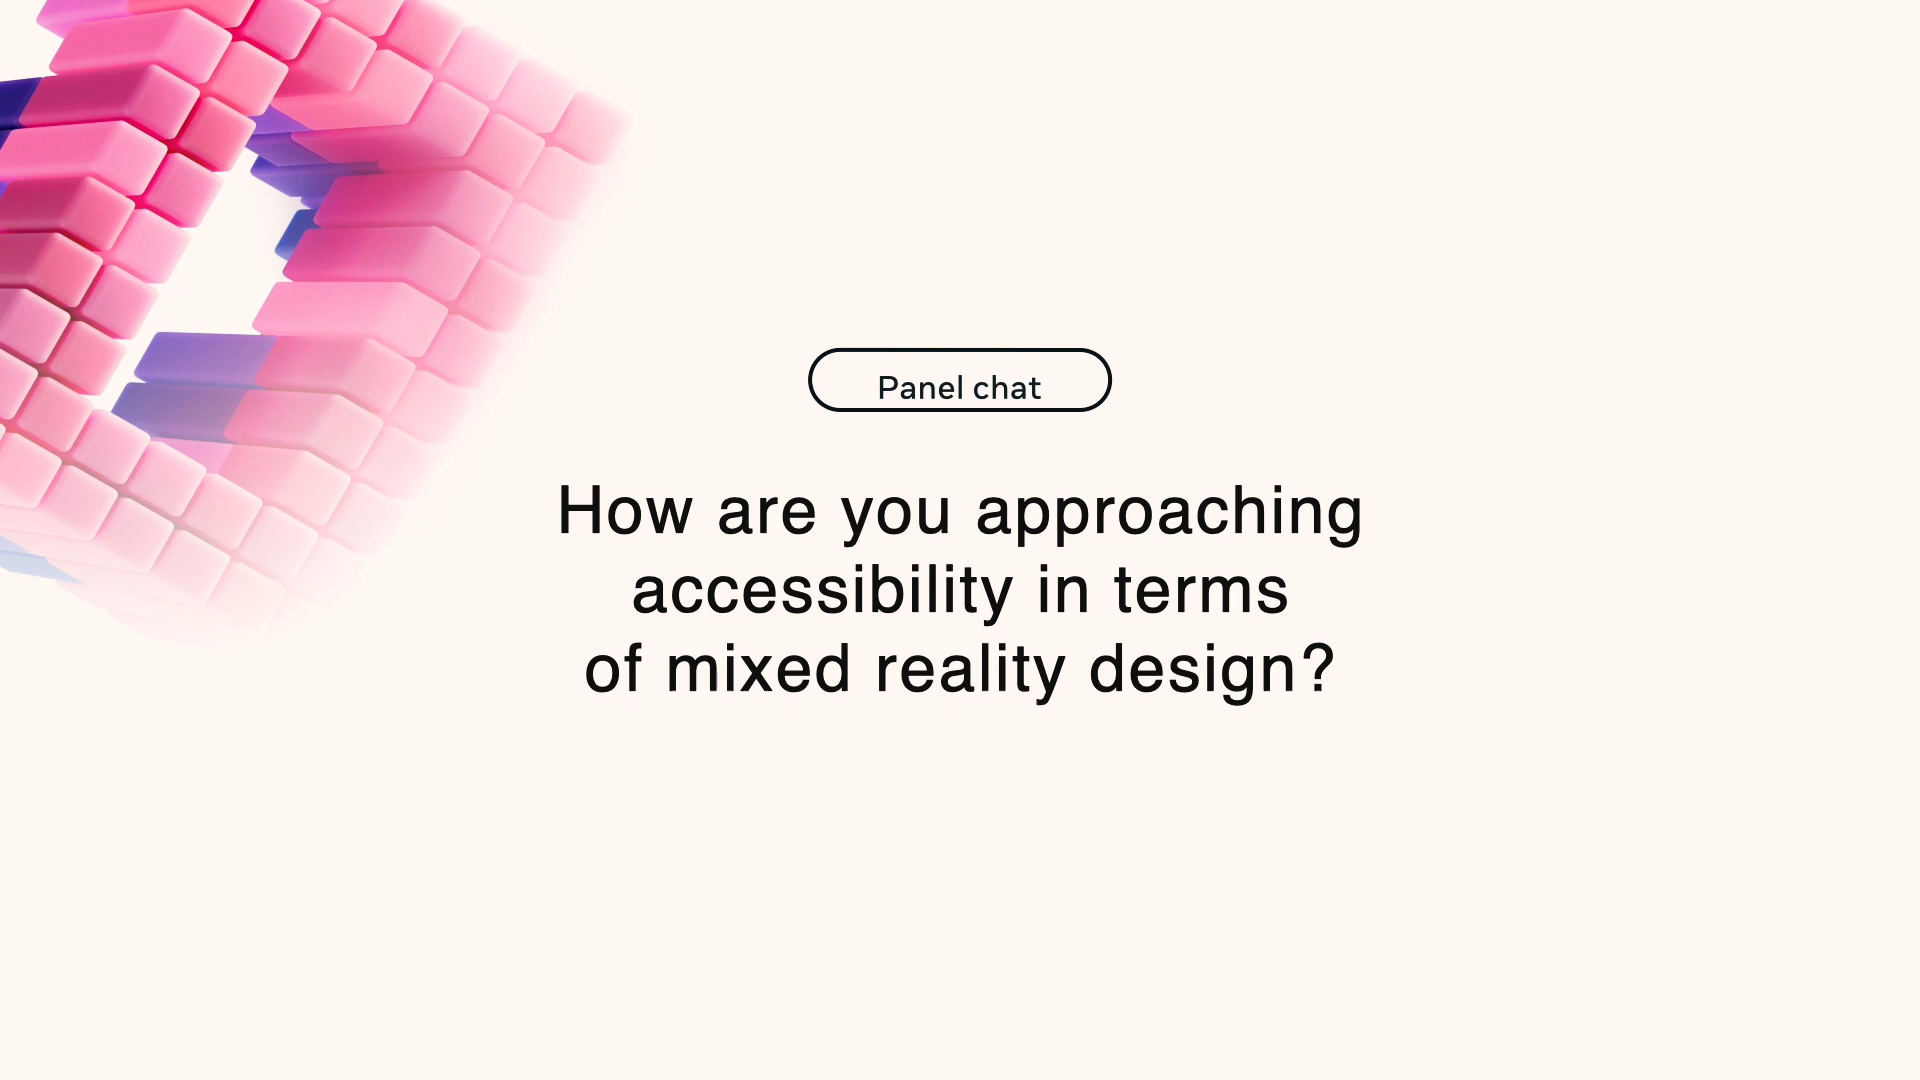 Panel chat
How are you approaching
accessibility in terms
of mixed reality design?